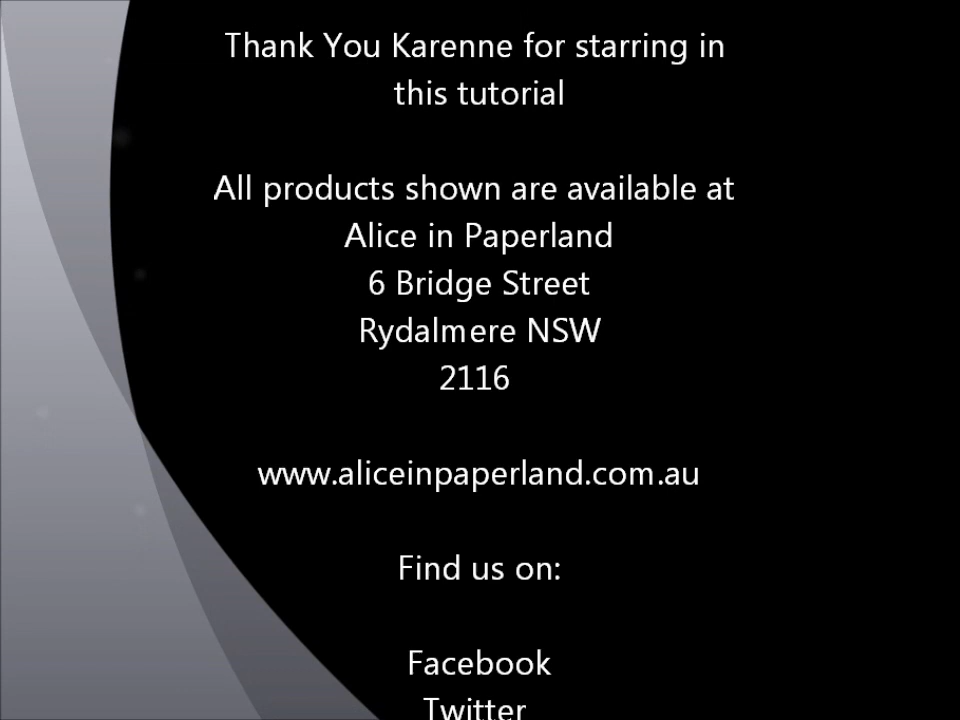 Thank You Karenne for starring in
this tutorial
All products shown are available at
Alice in Paperland
6 Bridge Street
Rydalmere NSW
2116
www.aliceinpaperland.com.au
Find us on:
Facebook
Twitter